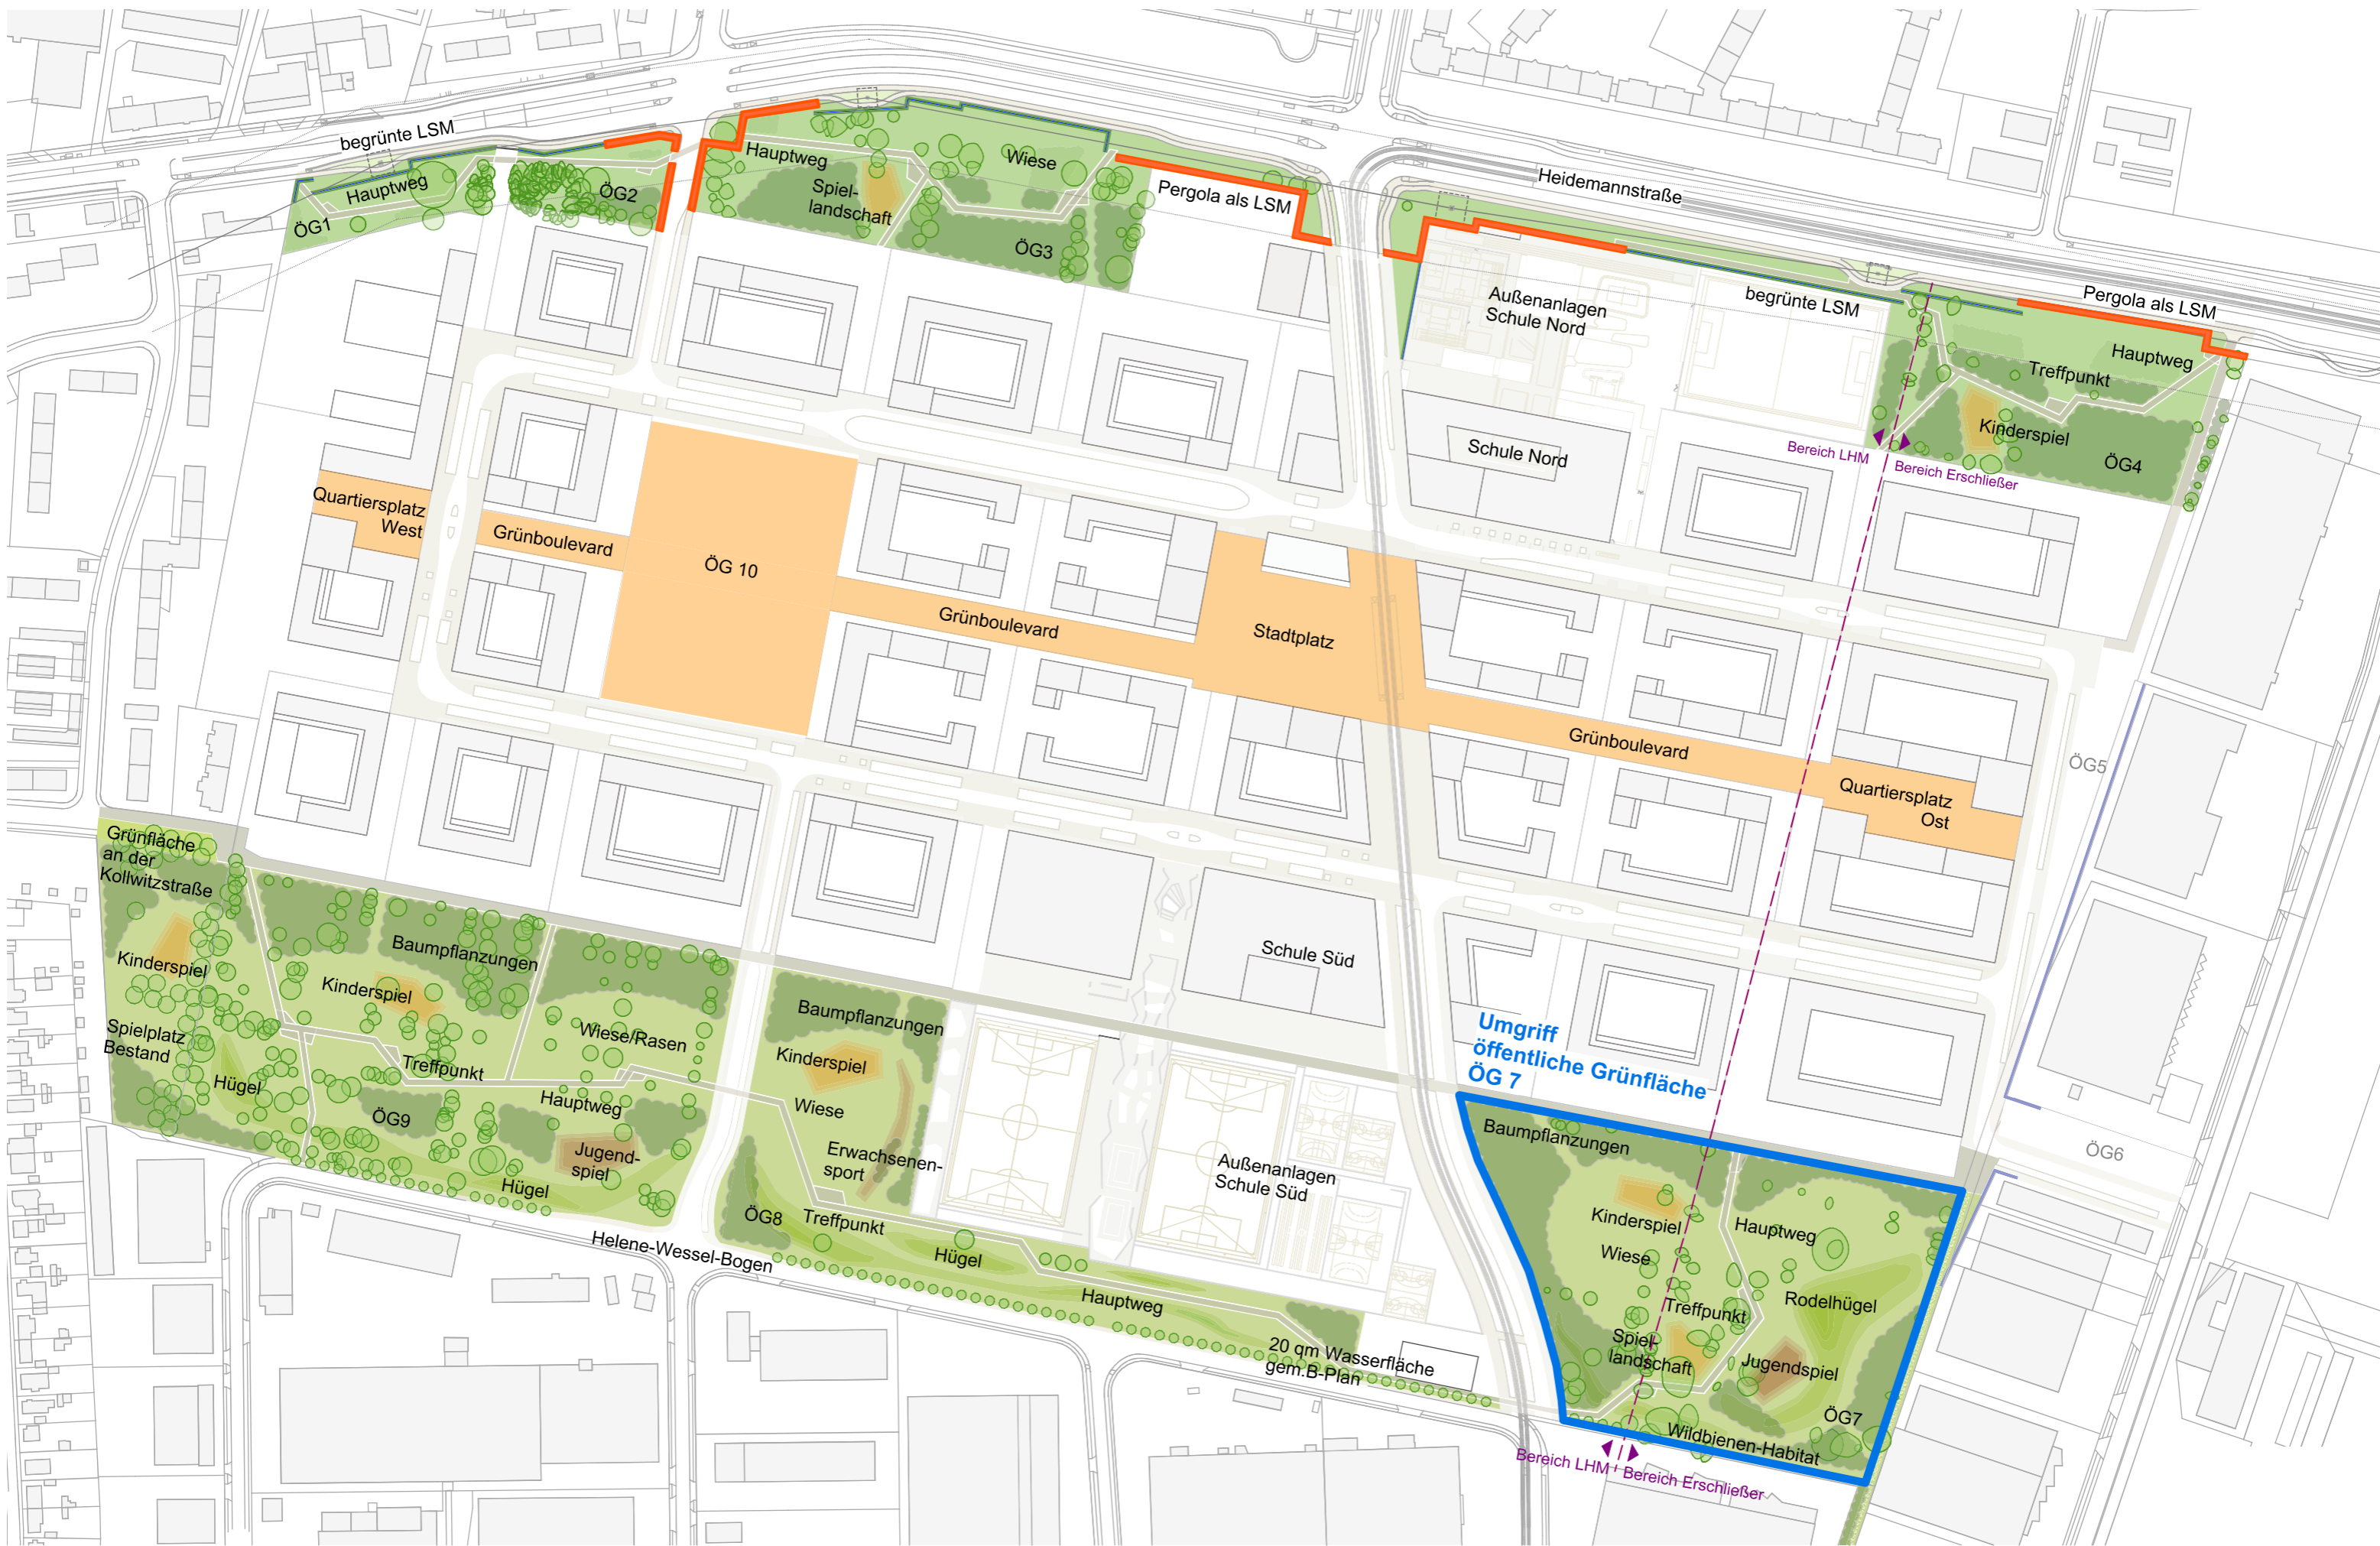 begrünte LSM
Hauptweg
ÖG1
ÖG2
Hauptweg
Spiel-
landschaft
Wiese
ÖG3
Pergola als LSM
Heidemannstraße
Außenanlagen
Schule Nord
begrünte LSM
Pergola als LSM
Hauptweg
Treffpunkt
Kinderspiel
ÖG4
Bereich LHM
Bereich Erschließer
Schule Nord
Quartiersplatz
West
Grünboulevard
ÖG 10
Grünboulevard
Stadtplatz
Grünboulevard
Quartiersplatz
Ost
ÖG5
Grünfläche
an der
Kollwitzstraße
Kinderspiel
Baumpflanzungen
Kinderspiel
Spielplatz
Bestand
Hügel
Treffpunkt
Wiese/Rasen
ÖG9
Hauptweg
Jugend-
spiel
Hügel
Baumpflanzungen
Kinderspiel
Wiese
Erwachsenen-
sport
ÖG8
Treffpunkt
Hügel
Helene-Wessel-Bogen
Hauptweg
Schule Süd
Außenanlagen
Schule Süd
20 qm Wasserfläche
gem.B-Plan
Umgriff
öffentliche Grünfläche
ÖG 7
Baumpflanzungen
Kinderspiel
Hauptweg
Wiese
Treffpunkt
Rodelhügel
Spiel-
landschaft
Jugendspiel
ÖG7
Wildbienen-Habitat
ÖG6
Bereich LHM
Bereich Erschließer